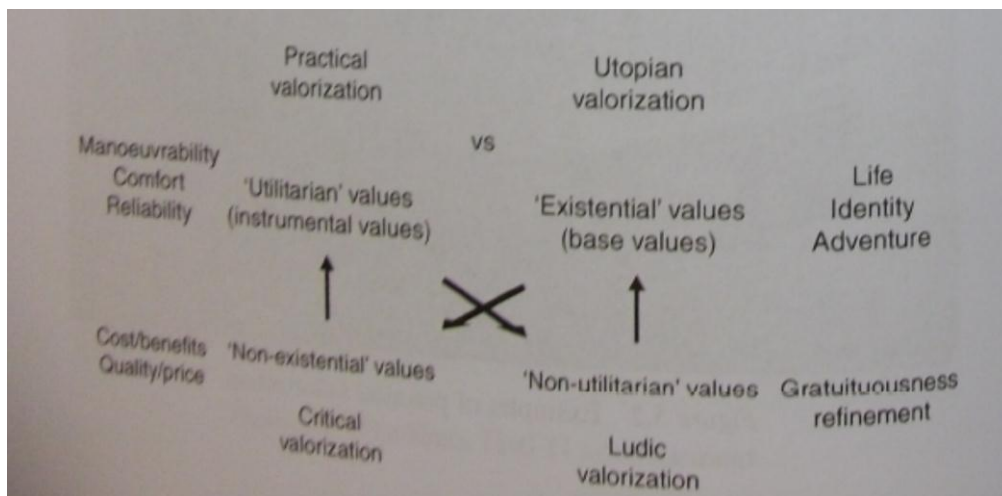 Practical
valorization
Utopian
valorization
vs
Manoeuvrability
Comfort
Reliability
'Utilitarian' values
(instrumental values)
'Existential' values
(base values)
Life
Identity
Adventure
Cost/benefits
Quality/price
'Non-existential' values
'Non-utilitarian' values
Gratuituousness
refinement
Critical
valorization
Ludic
valorization